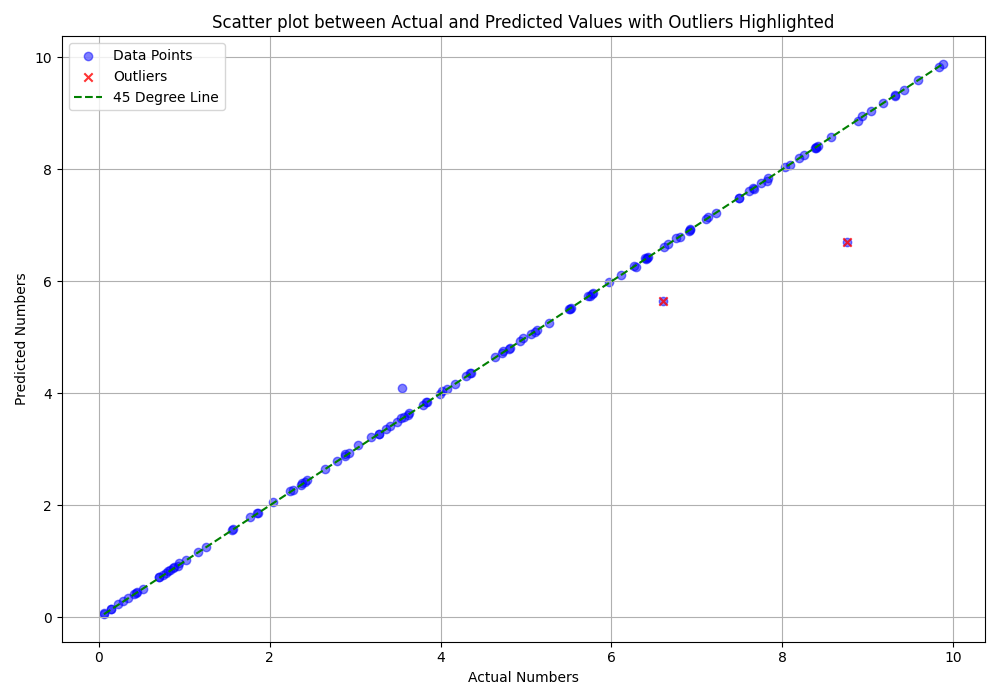 Scatter plot between Actual and Predicted Values with Outliers Highlighted
Data Points
Outliers
45 Degree Line
Predicted Numbers
10
8
6
4
2
0
0 2 4 6 8 10
Actual Numbers